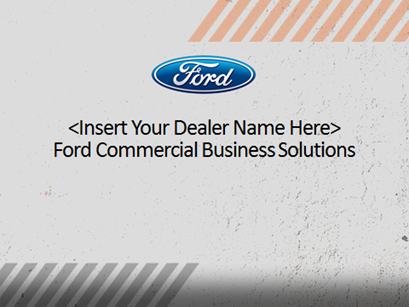 Ford
<Insert Your Dealer Name Here>
Ford Commercial Business Solutions